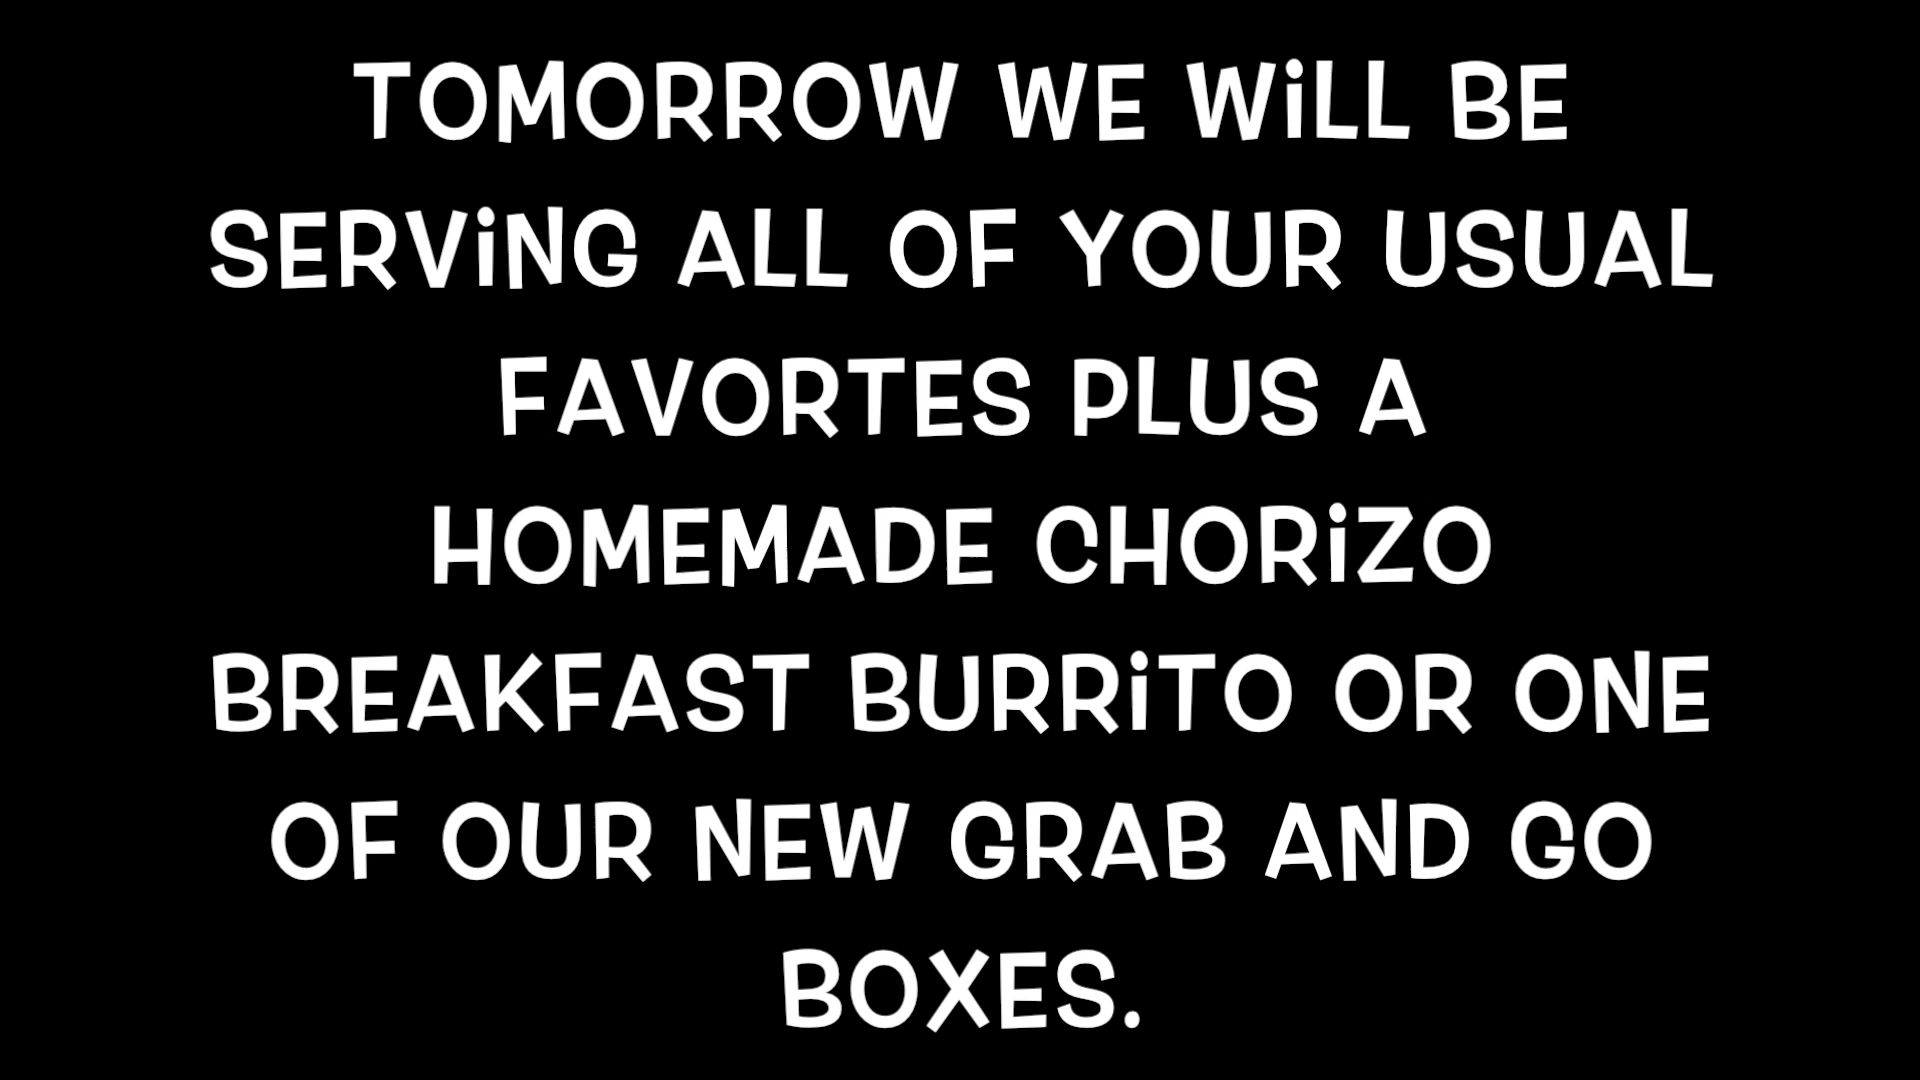 TOMORROW WE WiLL BE
SERViNG ALL OF YOUR USUAL
FAVORTES PLUS A
HOMEMADE CHORiZO
BREAKFAST BURRiTO OR ONE
OF OUR NEW GRAB AND GO
BOXES.